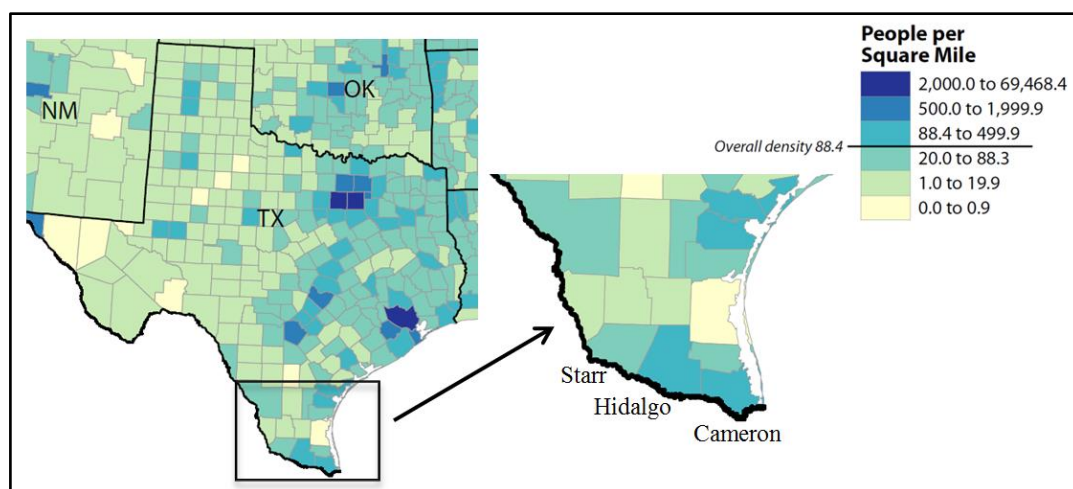 NM
OK
TX
People per
Square Mile
2,000.0 to 69,468.4
500.0 to 1,999.9
88.4 to 499.9
Overall density 88.4
20.0 to 88.3
1.0 to 19.9
0.0 to 0.9
Starr
Hidalgo
Cameron